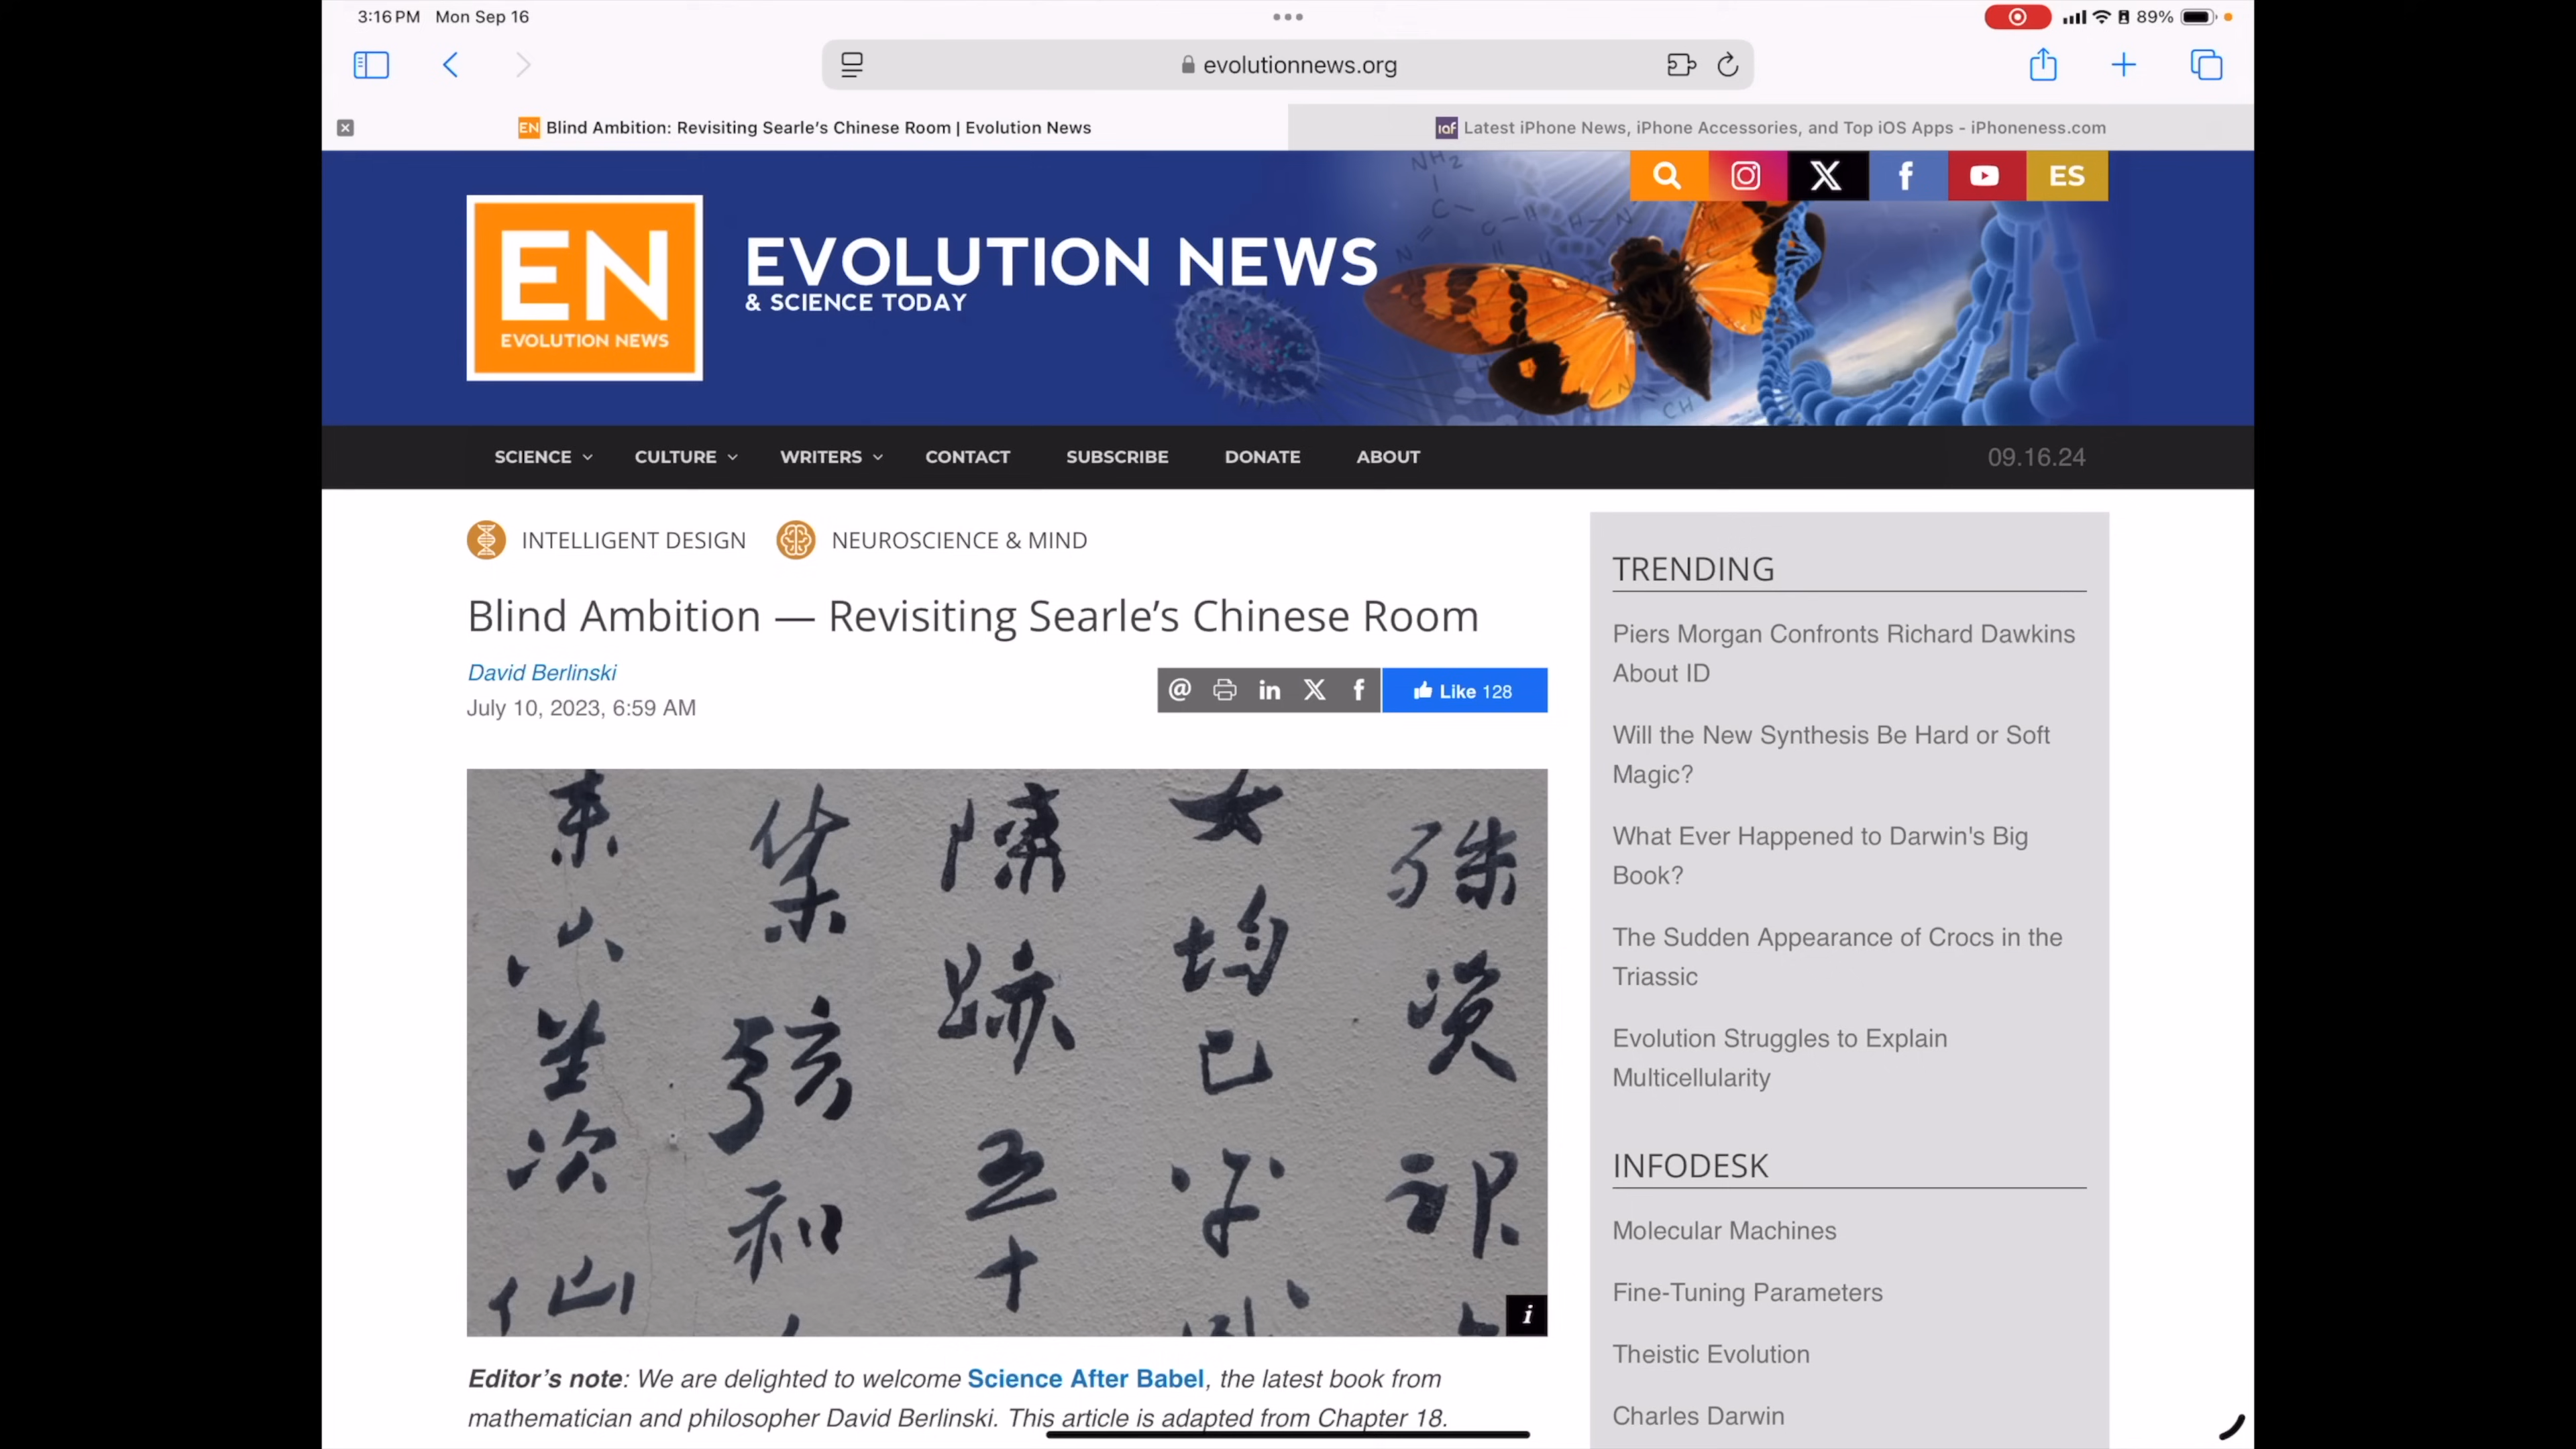 3:16 PM Mon Sep 16
89%
evolutionnews.org
EN Blind Ambition: Revisiting Searle's Chinese Room | Evolution News
iaf Latest iPhone News, iPhone Accessories, and Top iOS Apps - iPhoneness.com
ES
EN
EVOLUTION NEWS
EVOLUTION NEWS
& SCIENCE TODAY
SCIENCE CULTURE WRITERS CONTACT SUBSCRIBE DONATE ABOUT
09.16.24
INTELLIGENT DESIGN NEUROSCIENCE & MIND
Blind Ambition — Revisiting Searle’s Chinese Room
David Berlinski
July 10, 2023, 6:59 AM
Like 128
五十
和
Editor’s note: We are delighted to welcome Science After Babel, the latest book from
mathematician and philosopher David Berlinski. This article is adapted from Chapter 18.
TRENDING
Piers Morgan Confronts Richard Dawkins
About ID
Will the New Synthesis Be Hard or Soft
Magic?
What Ever Happened to Darwin's Big
Book?
The Sudden Appearance of Crocs in the
Triassic
Evolution Struggles to Explain
Multicellularity
INFODESK
Molecular Machines
Fine-Tuning Parameters
Theistic Evolution
Charles Darwin